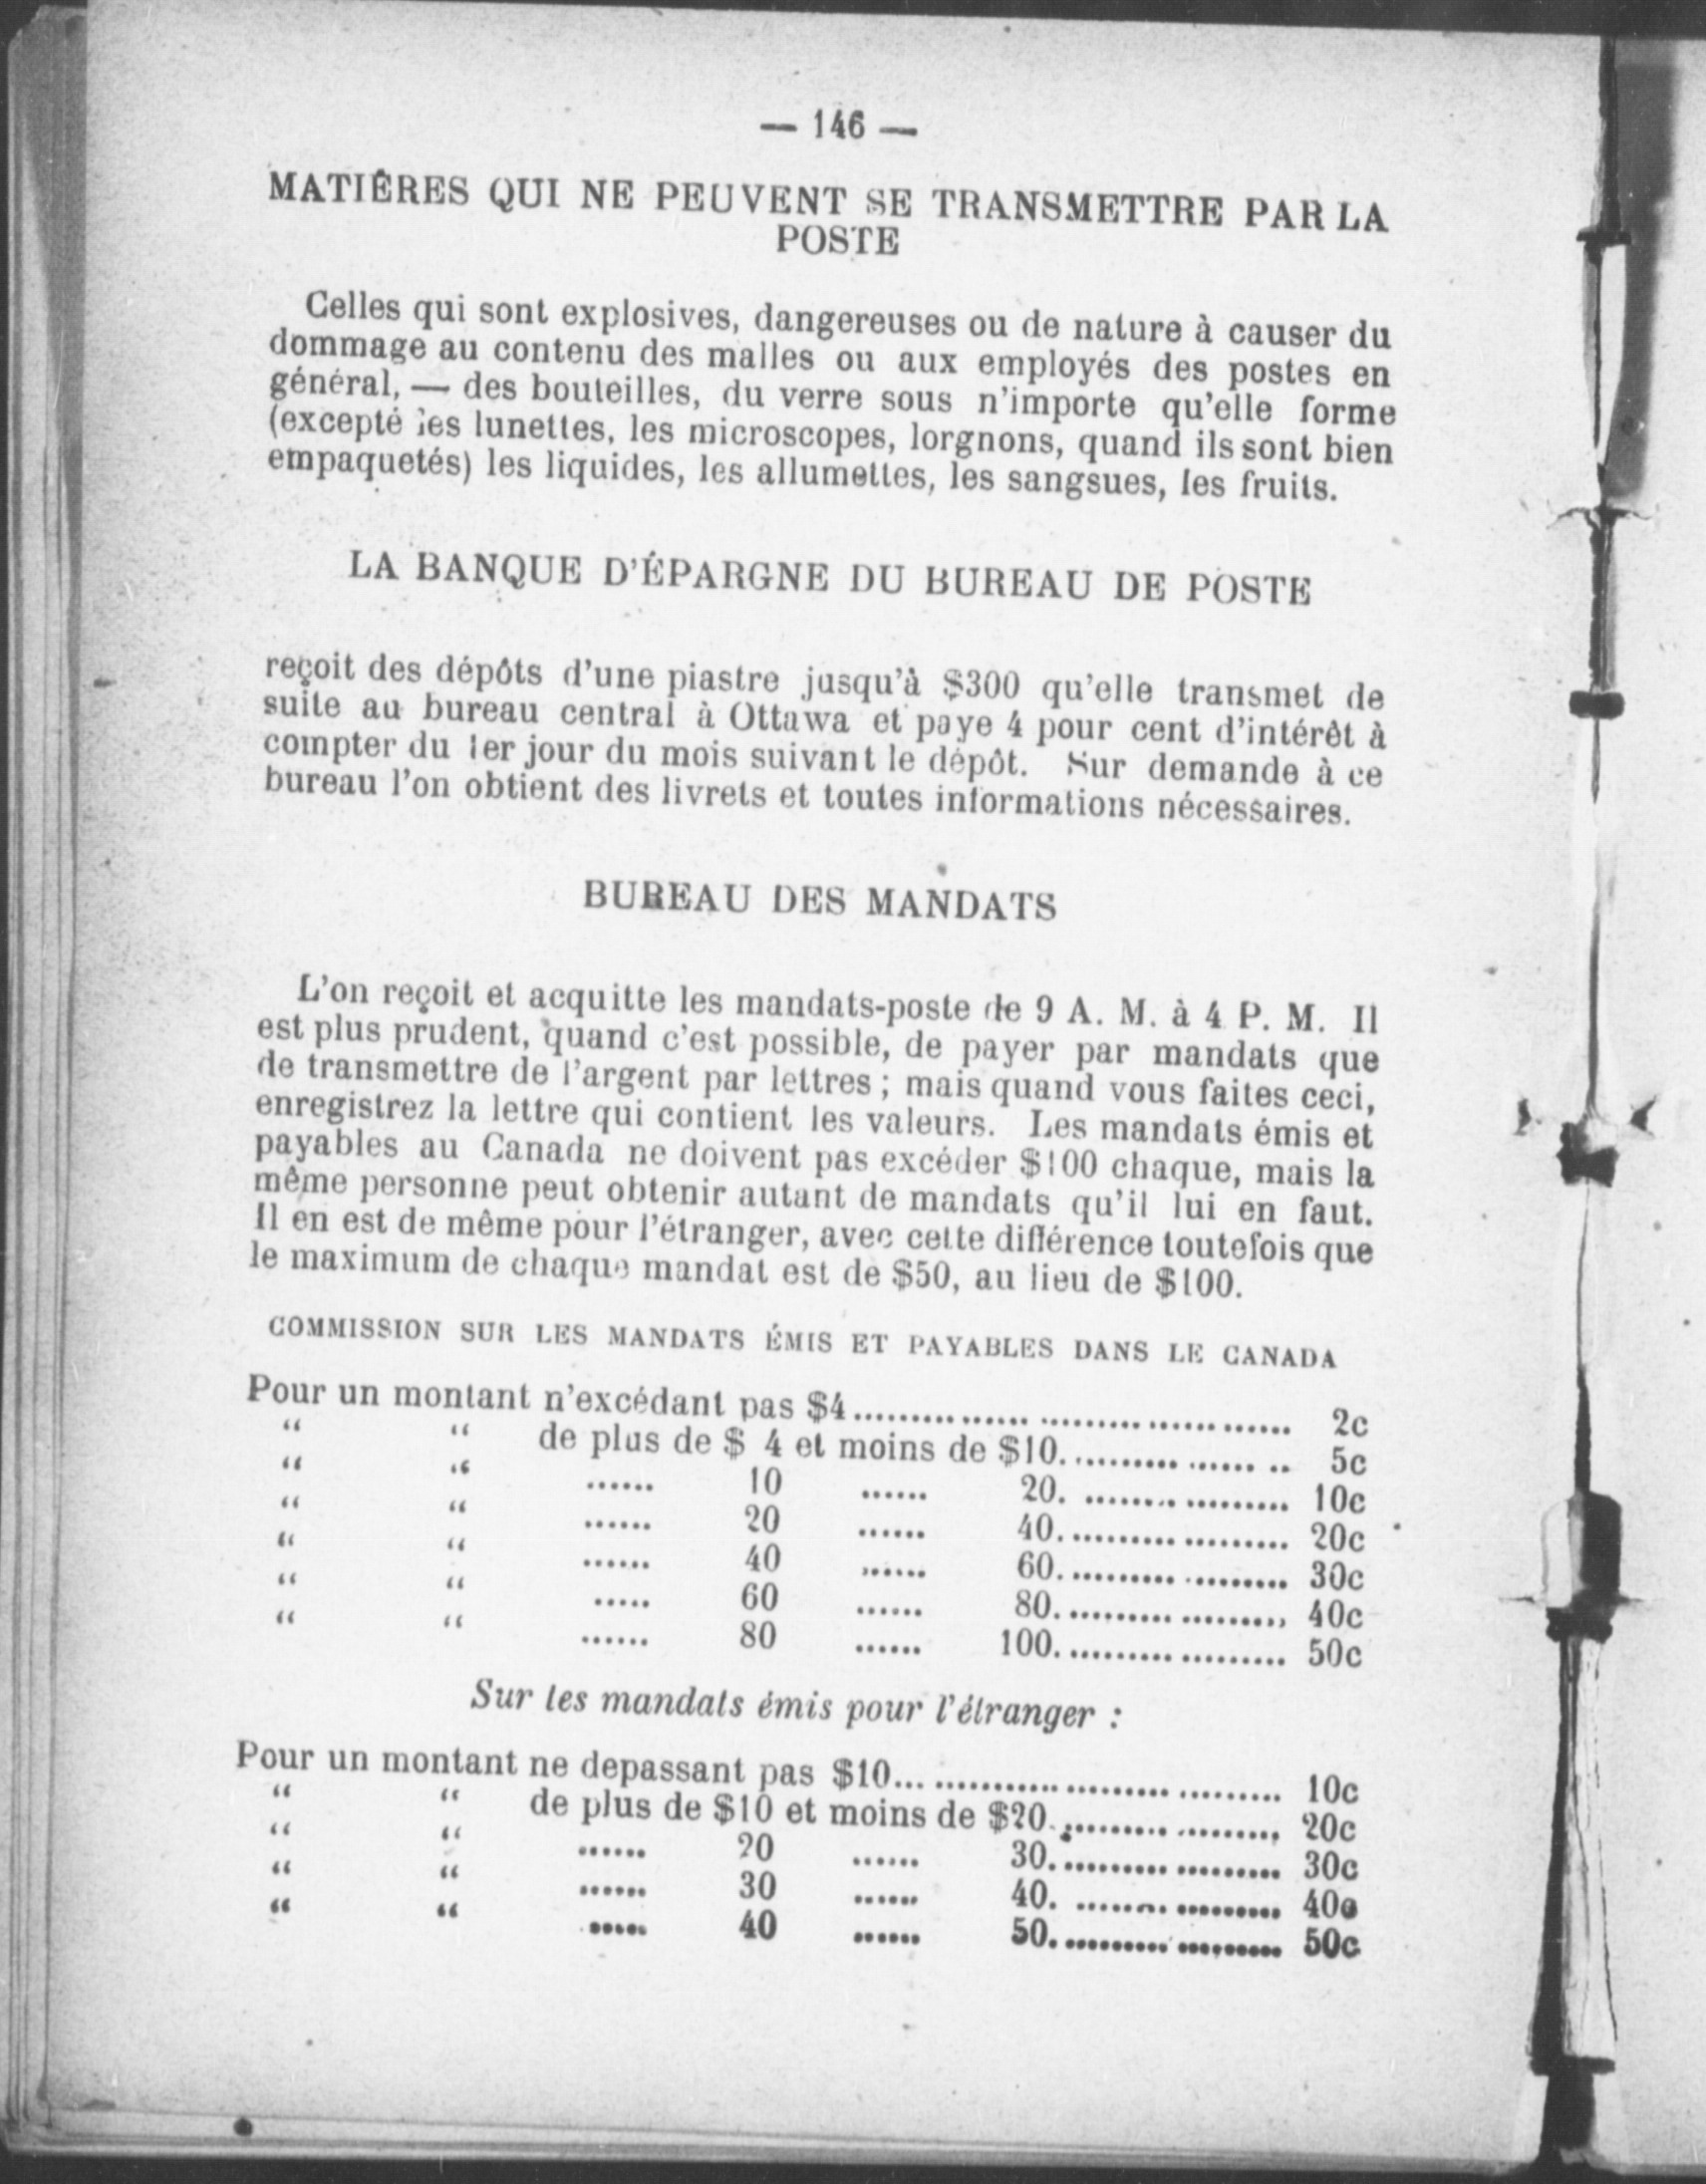 — 146 —
MATIÊRES QUI NE PEUVENT SE TRANSMETTRE PAR LA
POSTE
Celles qui sont explosives, dangereuses ou de nature à causer du
dommage au contenu des malles ou aux employés des postes en
général, — des bouteilles, du verre sous n'importe qu'elle forme
(excepté les lunettes, les microscopes, lorgnons, quand ils sont bien
empaquetés) les liquides, les allumettes, les sangsues, les fruits.
LA BANQUE D'ÉPARGNE DU BUREAU DE POSTE
reçoit des dépôts d'une piastre jusqu'à $300 qu'elle transmet de
suite au bureau central à Ottawa et paye 4 pour cent d'intérêt à
compter du 1er jour du mois suivant le dépôt. Sur demande à ce
bureau l'on obtient des livrets et toutes informations nécessaires.
BUREAU DES MANDATS
L'on reçoit et acquitte les mandats-poste de 9 A. M. à 4 P. M. Il
est plus prudent, quand c'est possible, de payer par mandats que
de transmettre de l'argent par lettres ; mais quand vous faites ceci,
enregistrez la lettre qui contient les valeurs. Les mandats émis et
payables au Canada ne doivent pas excéder $100 chaque, mais la
même personne peut obtenir autant de mandats qu'il lui en faut.
Il en est de même pour l'étranger, avec cette différence toutefois que
le maximum de chaque mandat est de $50, au lieu de $100.
COMMISSION SUR LES MANDATS ÉMIS ET PAYABLES DANS LE CANADA
Pour un montant n'excédant pas $4........................................ 2c
" " de plus de $ 4 et moins de $10.................... 5c
" " ...... 10 ...... 20. .................. 10c
" " ...... 20 ...... 40................... 20c
" " ...... 40 ...... 60................... 30c
" " ..... 60 ...... 80................... 40c
" " ...... 80 ...... 100................... 50c
Sur les mandats émis pour l'étranger :
Pour un montant ne depassant pas $10.................................. 10c
" " de plus de $10 et moins de $20................... 20c
" " ...... 20 ...... 30................... 30c
" " ...... 30 ...... 40. .................. 40c
" " ..... 40 ...... 50................... 50c